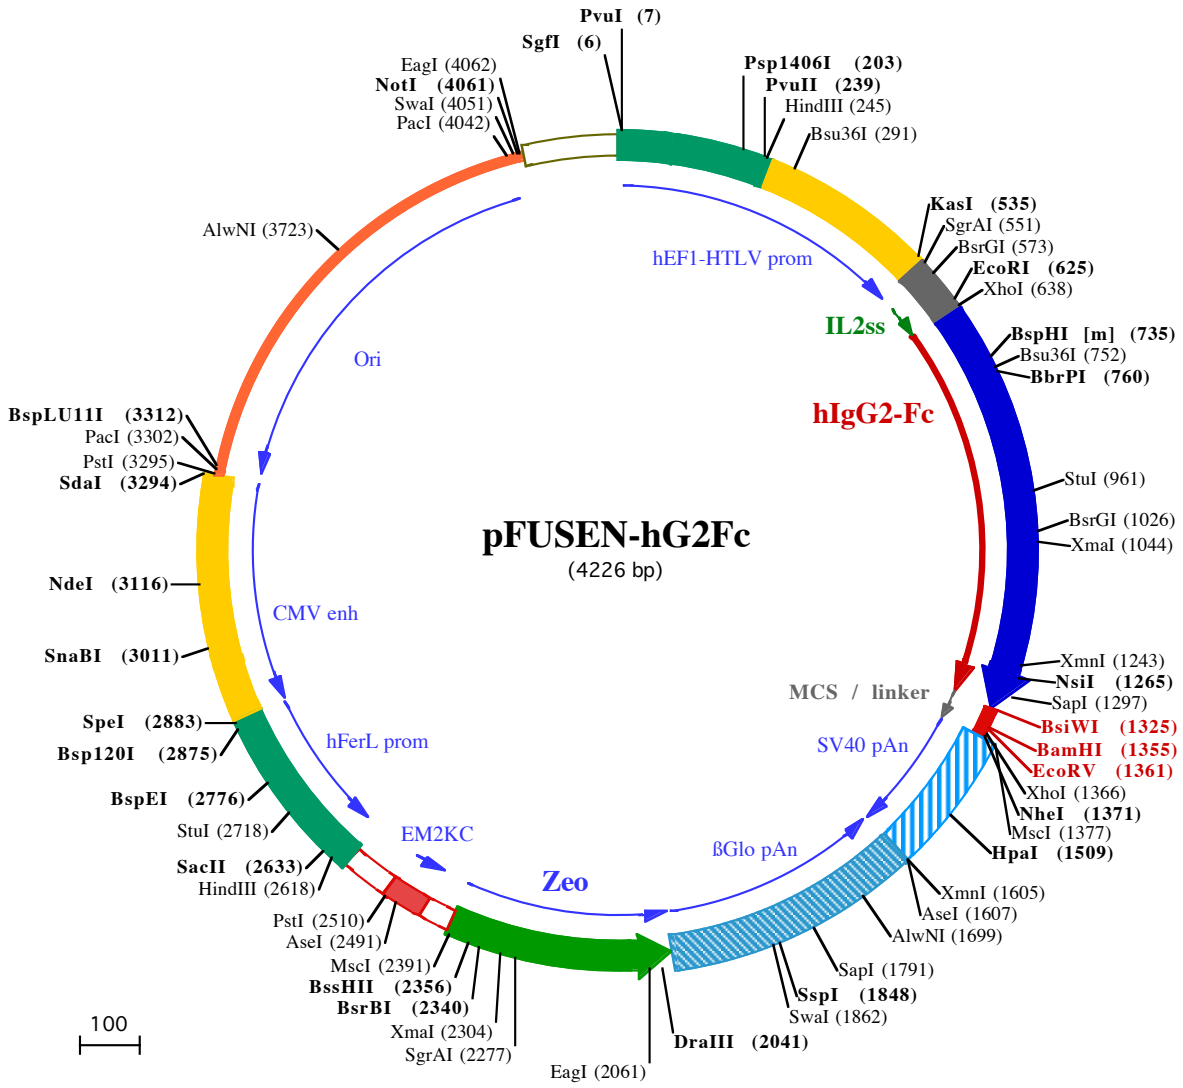 PvuI (7)
SgfI (6)
EagI (4062)
NotI (4061)
SwaI (4051)
PacI (4042)
Psp1406I (203)
PvuII (239)
HindIII (245)
Bsu36I (291)
AlwNI (3723)
KasI (535)
SgrAI (551)
BsrGI (573)
EcoRI (625)
XhoI (638)
hEF1-HTLV prom
IL2ss
BspHI [m] (735)
Bsu36I (752)
BbrPI (760)
Ori
hIgG2-Fc
BspLU11I (3312)
PacI (3302)
PstI (3295)
SdaI (3294)
StuI (961)
BsrGI (1026)
XmaI (1044)
pFUSEN-hG2Fc
(4226 bp)
NdeI (3116)
CMV enh
SnaBI (3011)
XmnI (1243)
NsiI (1265)
SapI (1297)
MCS / linker
SpeI (2883)
Bsp120I (2875)
hFerL prom
SV40 pAn
BsiWI (1325)
BamHI (1355)
EcoRV (1361)
XhoI (1366)
NheI (1371)
MscI (1377)
HpaI (1509)
BspEI (2776)
StuI (2718)
SacII (2633)
HindIII (2618)
EM2KC
ßGlo pAn
Zeo
XmnI (1605)
AseI (1607)
AlwNI (1699)
PstI (2510)
AseI (2491)
MscI (2391)
BssHII (2356)
BsrBI (2340)
XmaI (2304)
SgrAI (2277)
SapI (1791)
SspI (1848)
SwaI (1862)
DraIII (2041)
EagI (2061)
100